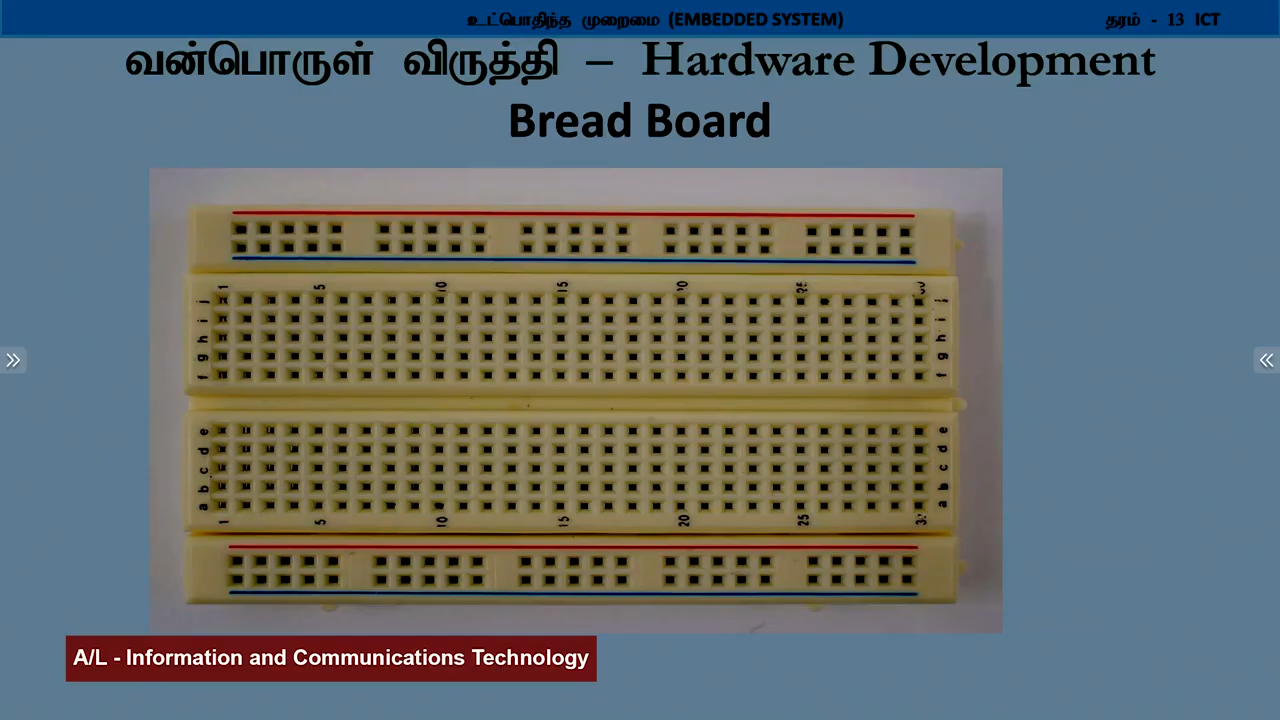 உட்பொதிந்த முறைமை (EMBEDDED SYSTEM)
தரம் - 13 ICT
வன்பொருள் விருத்தி – Hardware Development
Bread Board
1 5 10 15 20 25 30
j j
i i
h h
g g
f f
e e
d d
c c
b b
a a
1 5 10 15 20 25
A/L - Information and Communications Technology